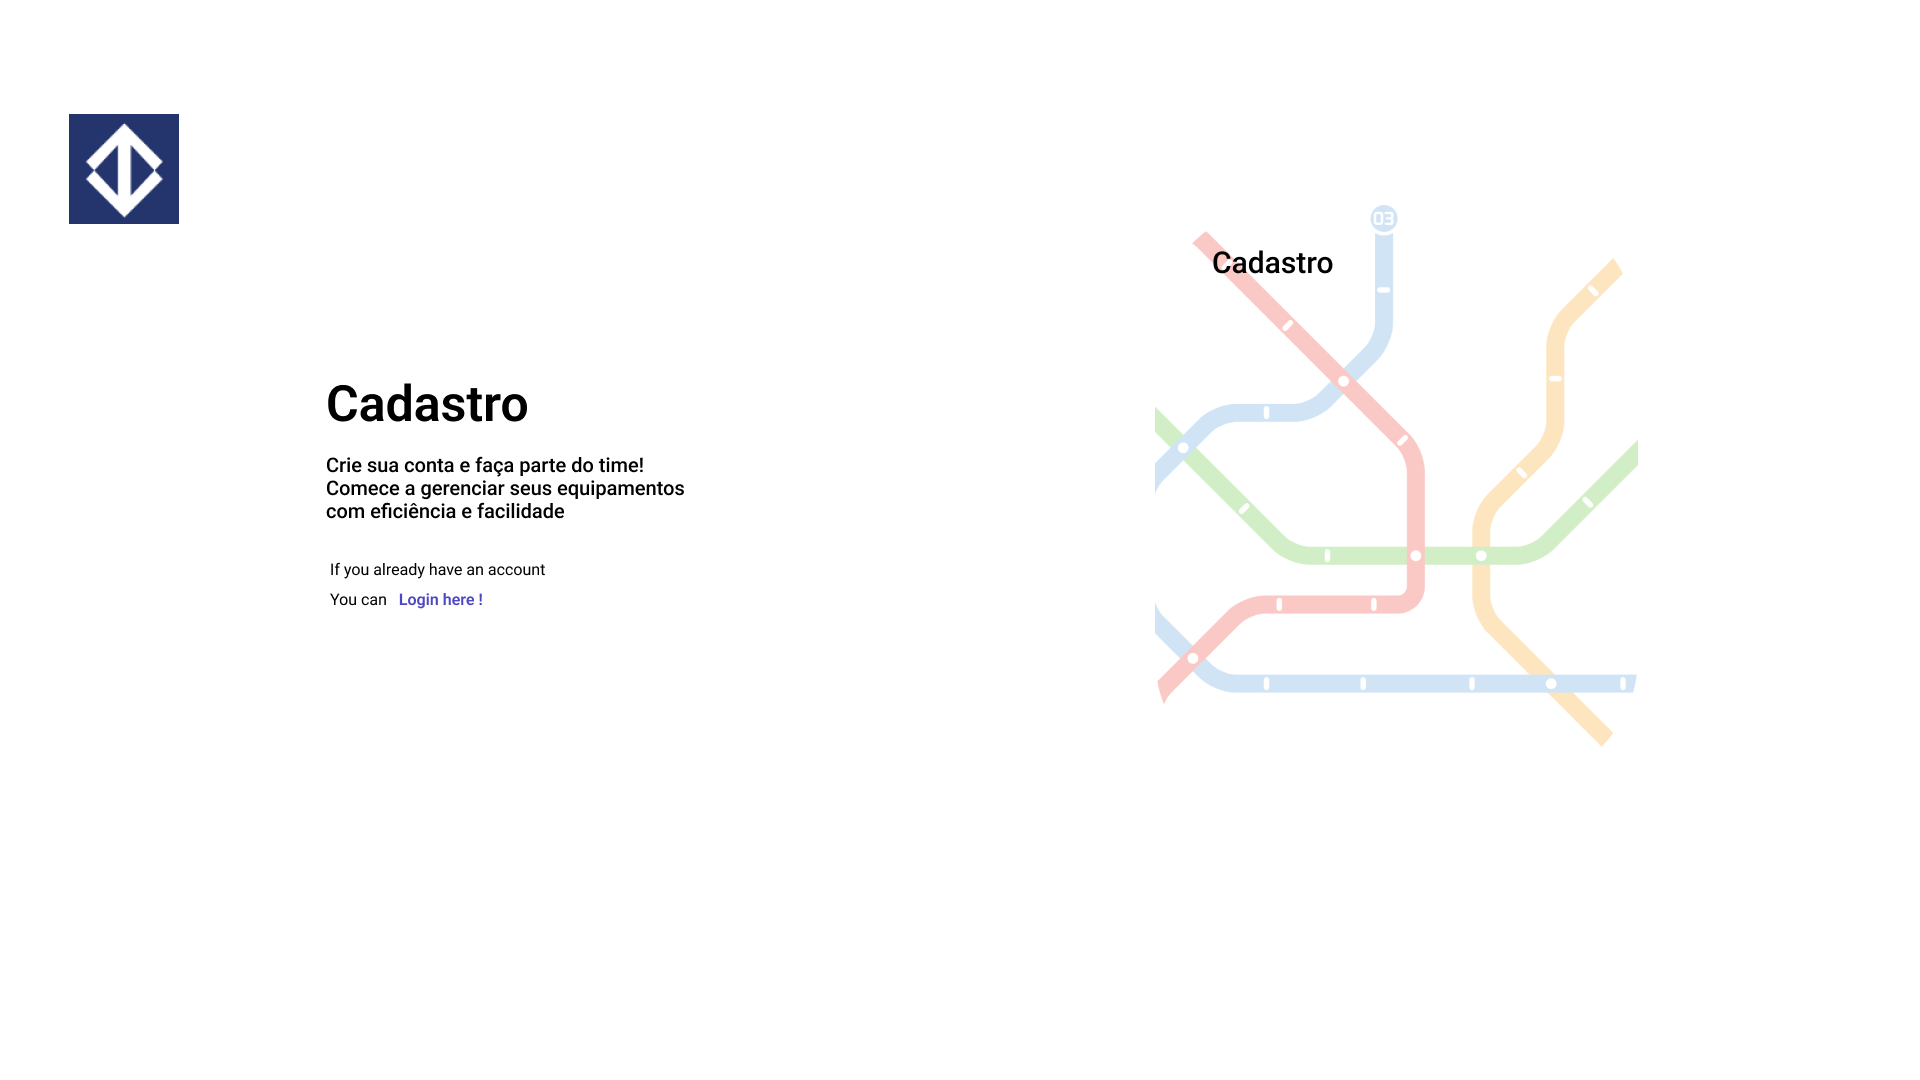 Cadastro
Crie sua conta e faça parte do time!
Comece a gerenciar seus equipamentos
com eficiência e facilidade
If you already have an account
You can Login here !
03
Cadastro